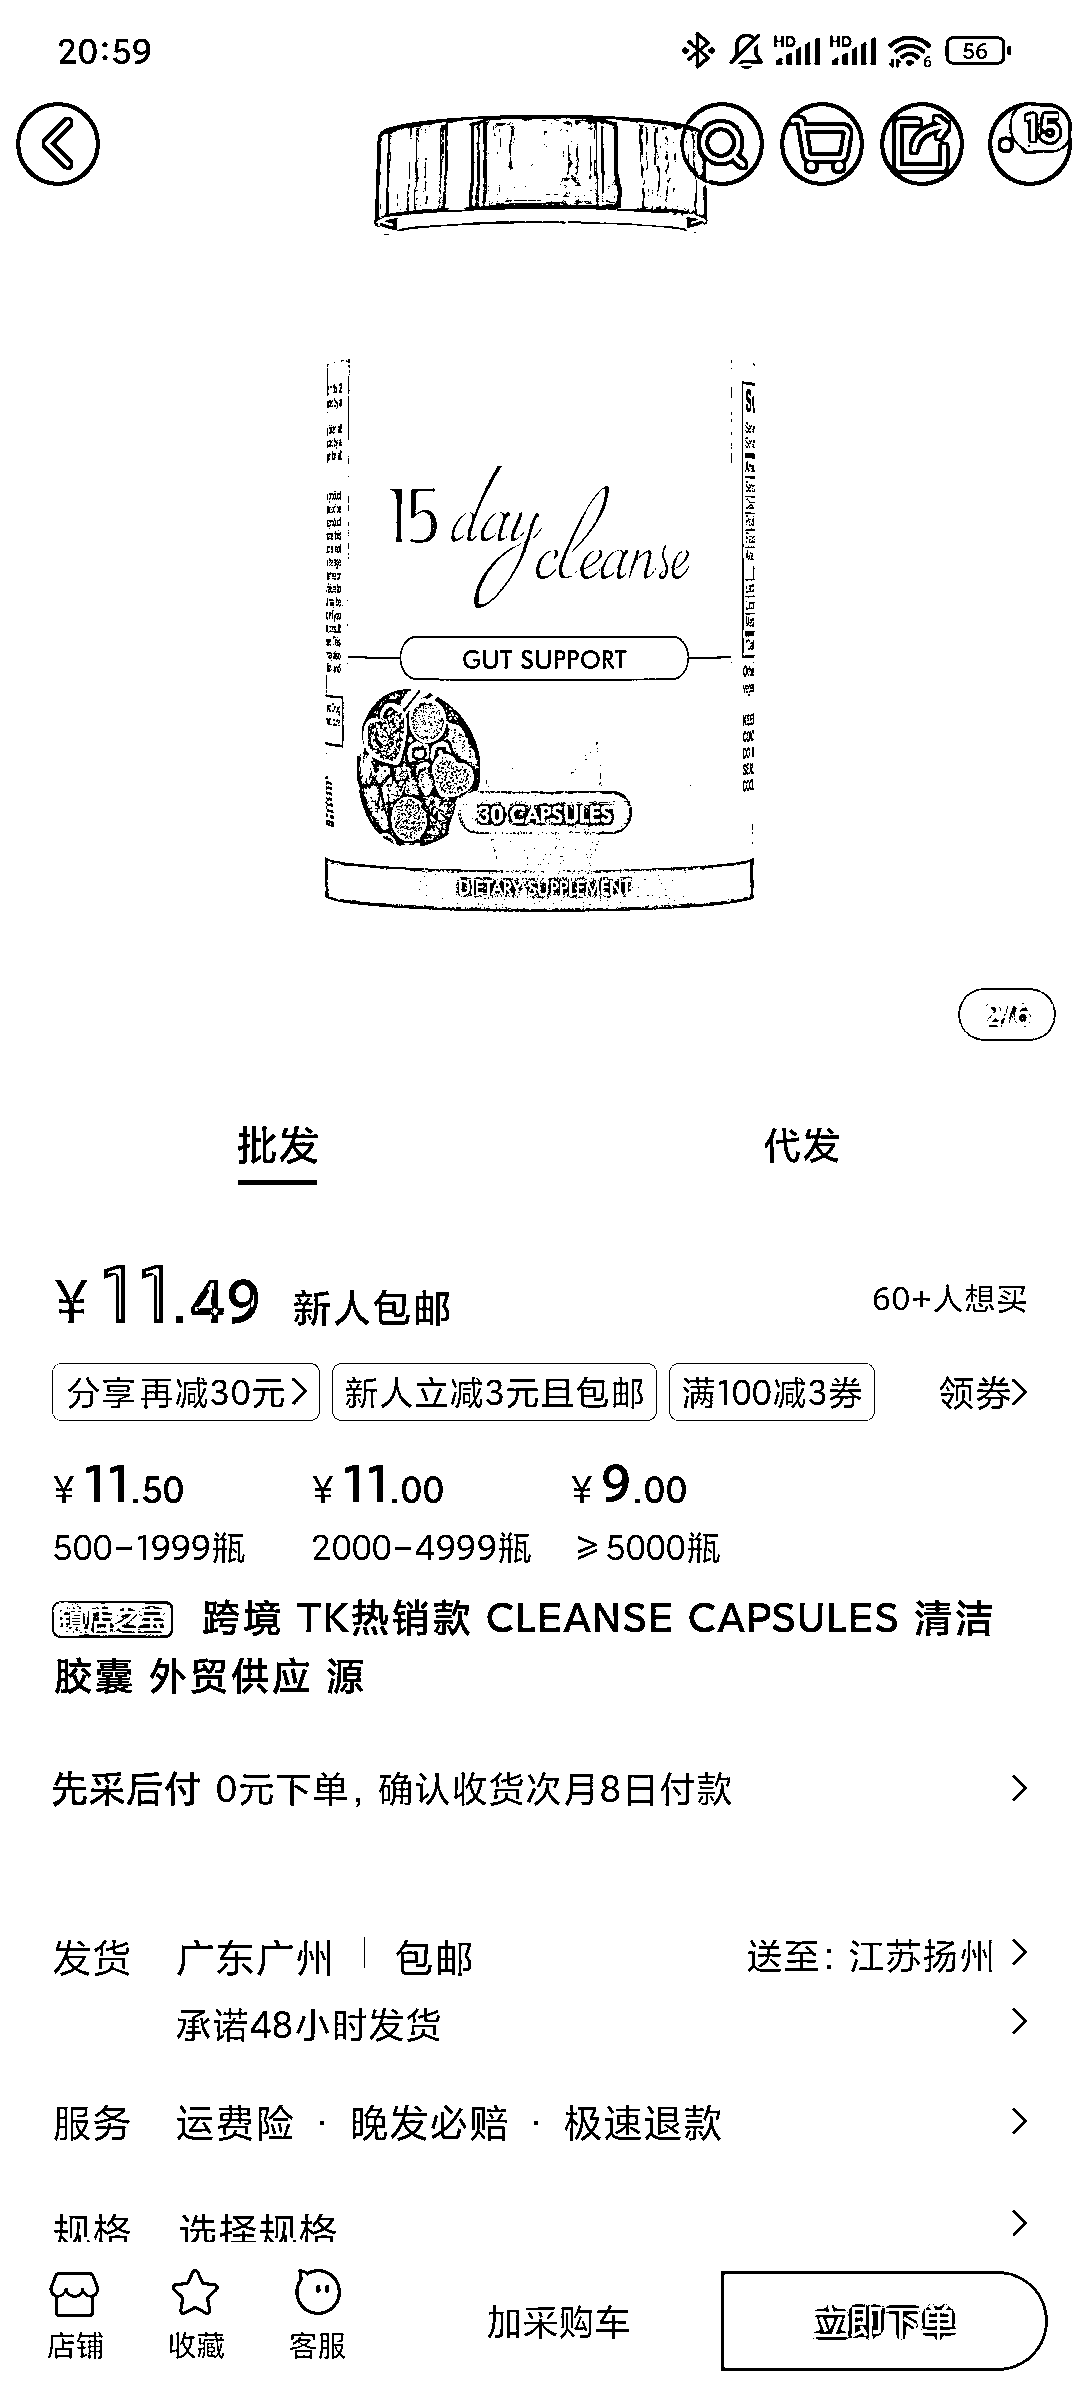 20:59
HD HD 6 56
15
15 day cleanse
GUT SUPPORT
30 CAPSULES
DIETARY SUPPLEMENT
2/6
批发 代发
¥11.49 新人包邮 60+人想买
分享再减30元> 新人立减3元且包邮 满100减3券 领券>
¥11.50 ¥11.00 ¥9.00
500-1999瓶 2000-4999瓶 ≥5000瓶
镇店之宝 跨境 TK热销款 CLEANSE CAPSULES 清洁
胶囊 外贸供应 源
先采后付 0元下单, 确认收货次月8日付款
发货 广东广州 | 包邮 送至: 江苏扬州
承诺48小时发货
服务 运费险 · 晚发必赔 · 极速退款
规格 选择规格
店铺 收藏 客服 加采购车 立即下单